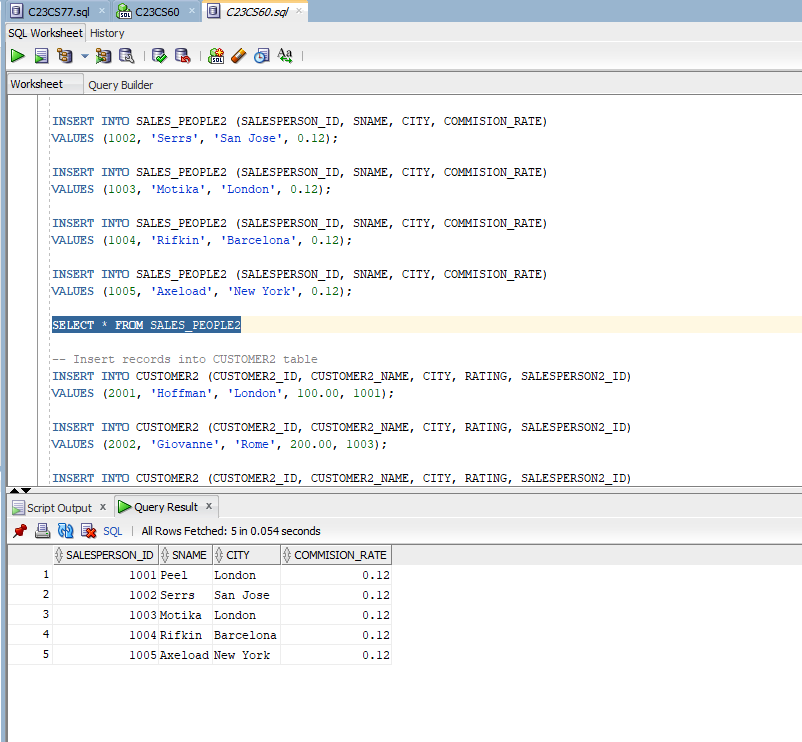 C23CS77.sql × C23CS60 × C23CS60.sql ×
SQL Worksheet History
Worksheet Query Builder
INSERT INTO SALES_PEOPLE2 (SALESPERSON_ID, SNAME, CITY, COMMISION_RATE)
VALUES (1002, 'Serrs', 'San Jose', 0.12);
INSERT INTO SALES_PEOPLE2 (SALESPERSON_ID, SNAME, CITY, COMMISION_RATE)
VALUES (1003, 'Motika', 'London', 0.12);
INSERT INTO SALES_PEOPLE2 (SALESPERSON_ID, SNAME, CITY, COMMISION_RATE)
VALUES (1004, 'Rifkin', 'Barcelona', 0.12);
INSERT INTO SALES_PEOPLE2 (SALESPERSON_ID, SNAME, CITY, COMMISION_RATE)
VALUES (1005, 'Axeload', 'New York', 0.12);
SELECT * FROM SALES_PEOPLE2
-- Insert records into CUSTOMER2 table
INSERT INTO CUSTOMER2 (CUSTOMER2_ID, CUSTOMER2_NAME, CITY, RATING, SALESPERSON2_ID)
VALUES (2001, 'Hoffman', 'London', 100.00, 1001);
INSERT INTO CUSTOMER2 (CUSTOMER2_ID, CUSTOMER2_NAME, CITY, RATING, SALESPERSON2_ID)
VALUES (2002, 'Giovanne', 'Rome', 200.00, 1003);
INSERT INTO CUSTOMER2 (CUSTOMER2_ID, CUSTOMER2_NAME, CITY, RATING, SALESPERSON2_ID)
Script Output × Query Result ×
SQL | All Rows Fetched: 5 in 0.054 seconds
SALESPERSON_ID SNAME CITY COMMISION_RATE
1 1001 Peel London 0.12
2 1002 Serrs San Jose 0.12
3 1003 Motika London 0.12
4 1004 Rifkin Barcelona 0.12
5 1005 Axeload New York 0.12